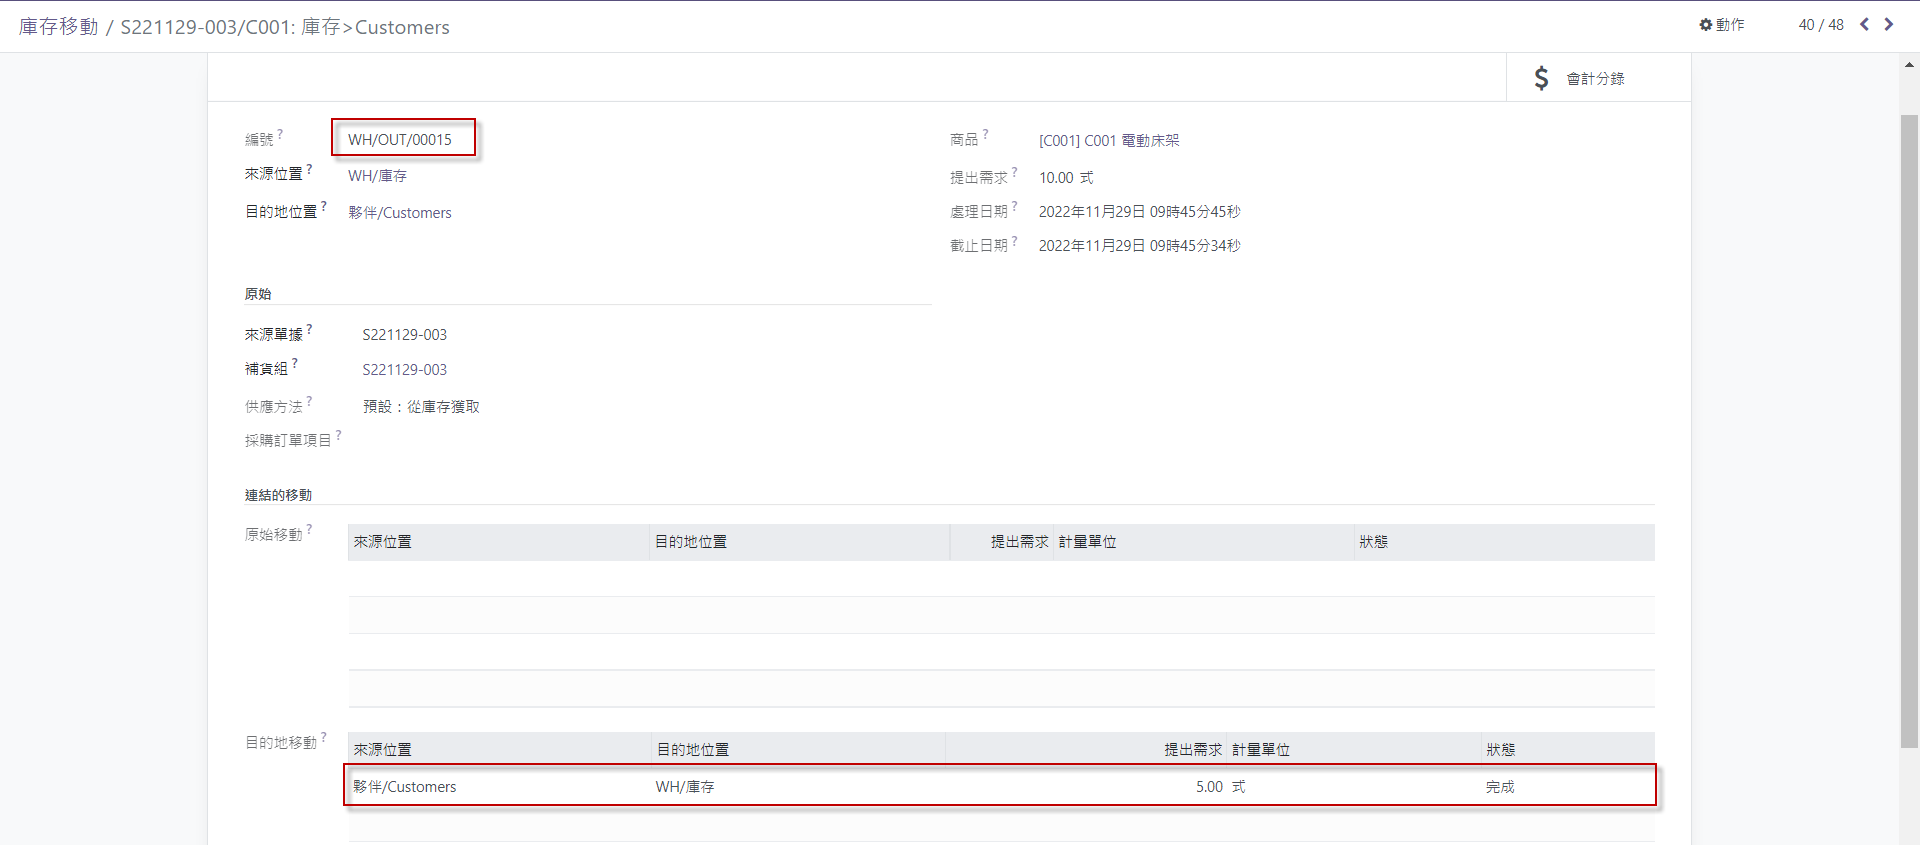 庫存移動 / S221129-003/C001: 庫存>Customers
動作
40 / 48
會計分錄
編號 ? WH/OUT/00015
商品 ? [C001] C001 電動床架
來源位置 ? WH/庫存
提出需求 ? 10.00 式
目的地位置 ? 夥伴/Customers
處理日期 ? 2022年11月29日 09時45分45秒
截止日期 ? 2022年11月29日 09時45分34秒
原始
來源單據 ? S221129-003
補貨組 ? S221129-003
供應方法 ? 預設：從庫存獲取
採購訂單項目 ?
連結的移動
原始移動 ?
來源位置 目的地位置 提出需求 計量單位 狀態
目的地移動 ?
來源位置 目的地位置 提出需求 計量單位 狀態
夥伴/Customers WH/庫存 5.00 式 完成